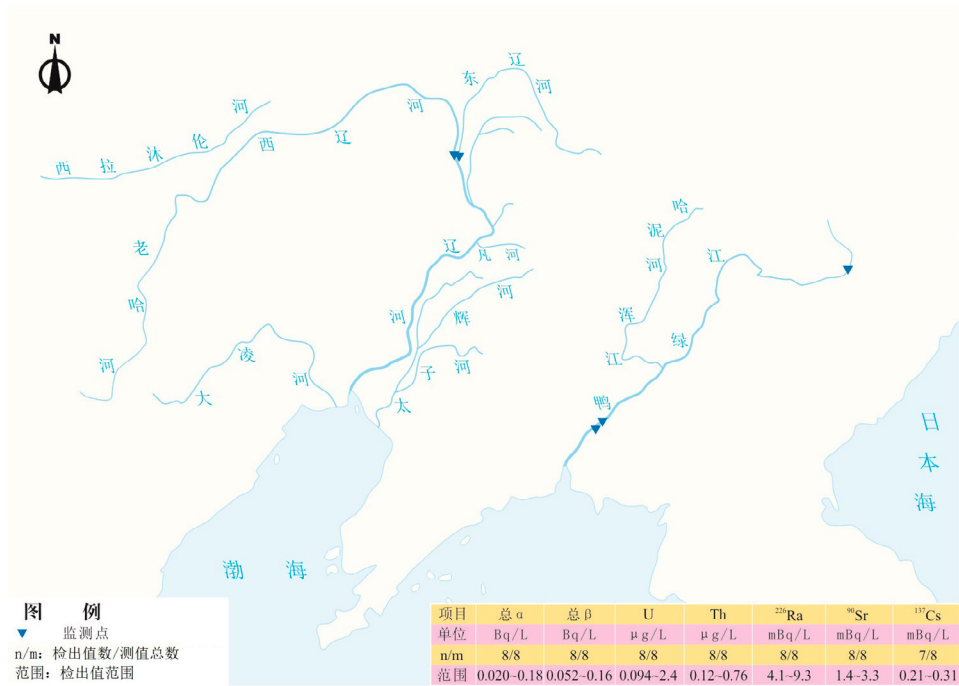 N
东辽河
西辽河
西拉沐伦河
老哈河
大凌河
辽河
凡河
辉河
太子河
哈泥河
浑江
鸭绿江
日本海
渤海
图 例
监测点
n/m：检出值数/测值总数
范围：检出值范围
项目 总α 总β U Th ²²⁶Ra ⁹⁰Sr ¹³⁷Cs
单位 Bq/L Bq/L μg/L μg/L mBq/L mBq/L mBq/L
n/m 8/8 8/8 8/8 8/8 8/8 8/8 7/8
范围 0.020~0.18 0.052~0.16 0.094~2.4 0.12~0.76 4.1~9.3 1.4~3.3 0.21~0.31